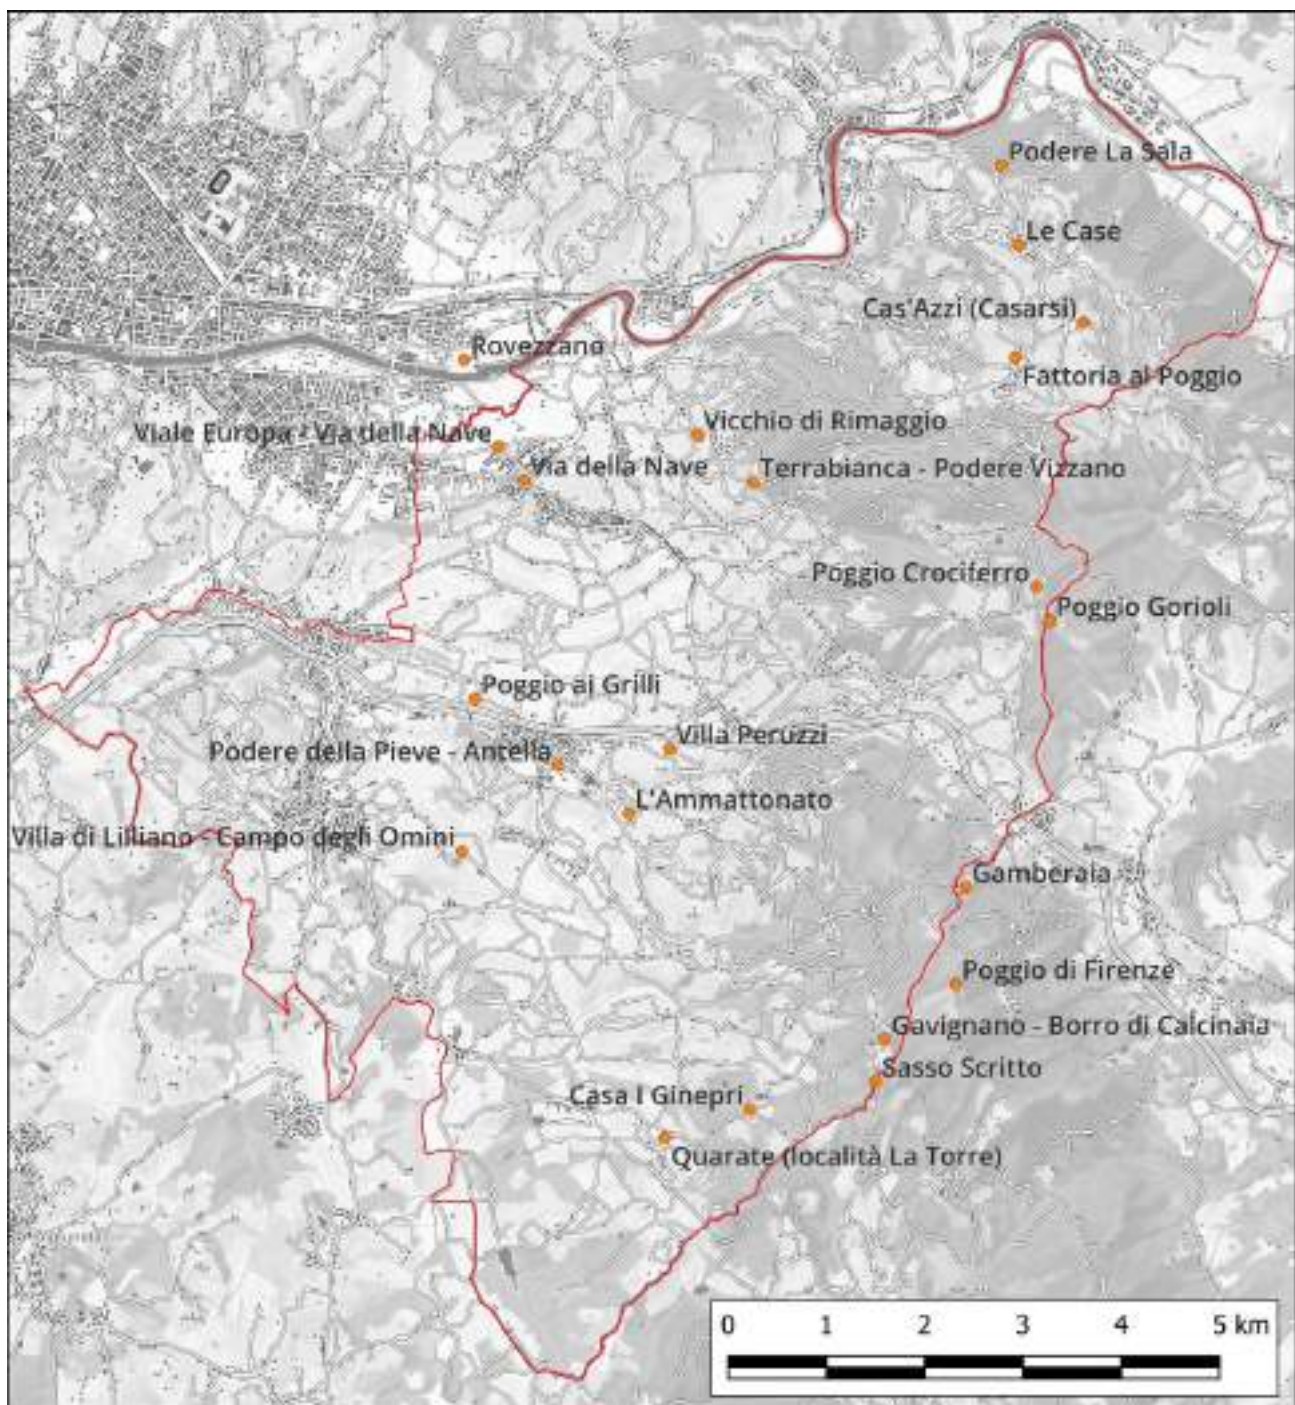 Podere La Sala
Le Case
Cas'Azzi (Casarsi)
Rovezzano
Fattoria al Poggio
Vicchio di Rimaggio
Viale Europa - Via della Nave
Via della Nave
Terrabianca - Podere Vizzano
Poggio Crociferro
Poggio Gorioli
Poggio ai Grilli
Villa Peruzzi
Podere della Pieve - Antella
L'Ammattonato
Villa di Lilliano - Campo degli Omini
Gamberaia
Poggio di Firenze
Gavignano - Borro di Calcinaia
Sasso Scritto
Casa I Ginepri
Quarate (località La Torre)
0 1 2 3 4 5 km